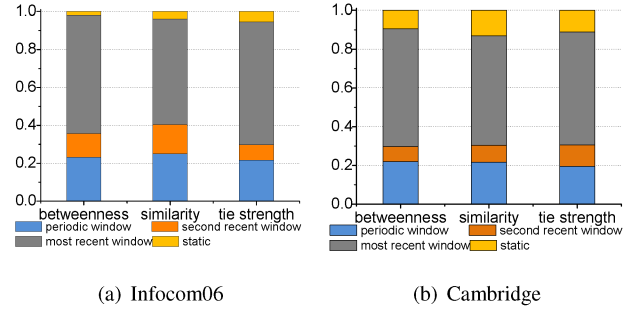 1.0
0.8
0.6
0.4
0.2
0.0
betweenness similarity tie strength
periodic window second recent window
most recent window static
(a) Infocom06
1.0
0.8
0.6
0.4
0.2
0.0
betweenness similarity tie strength
periodic window second recent window
most recent window static
(b) Cambridge